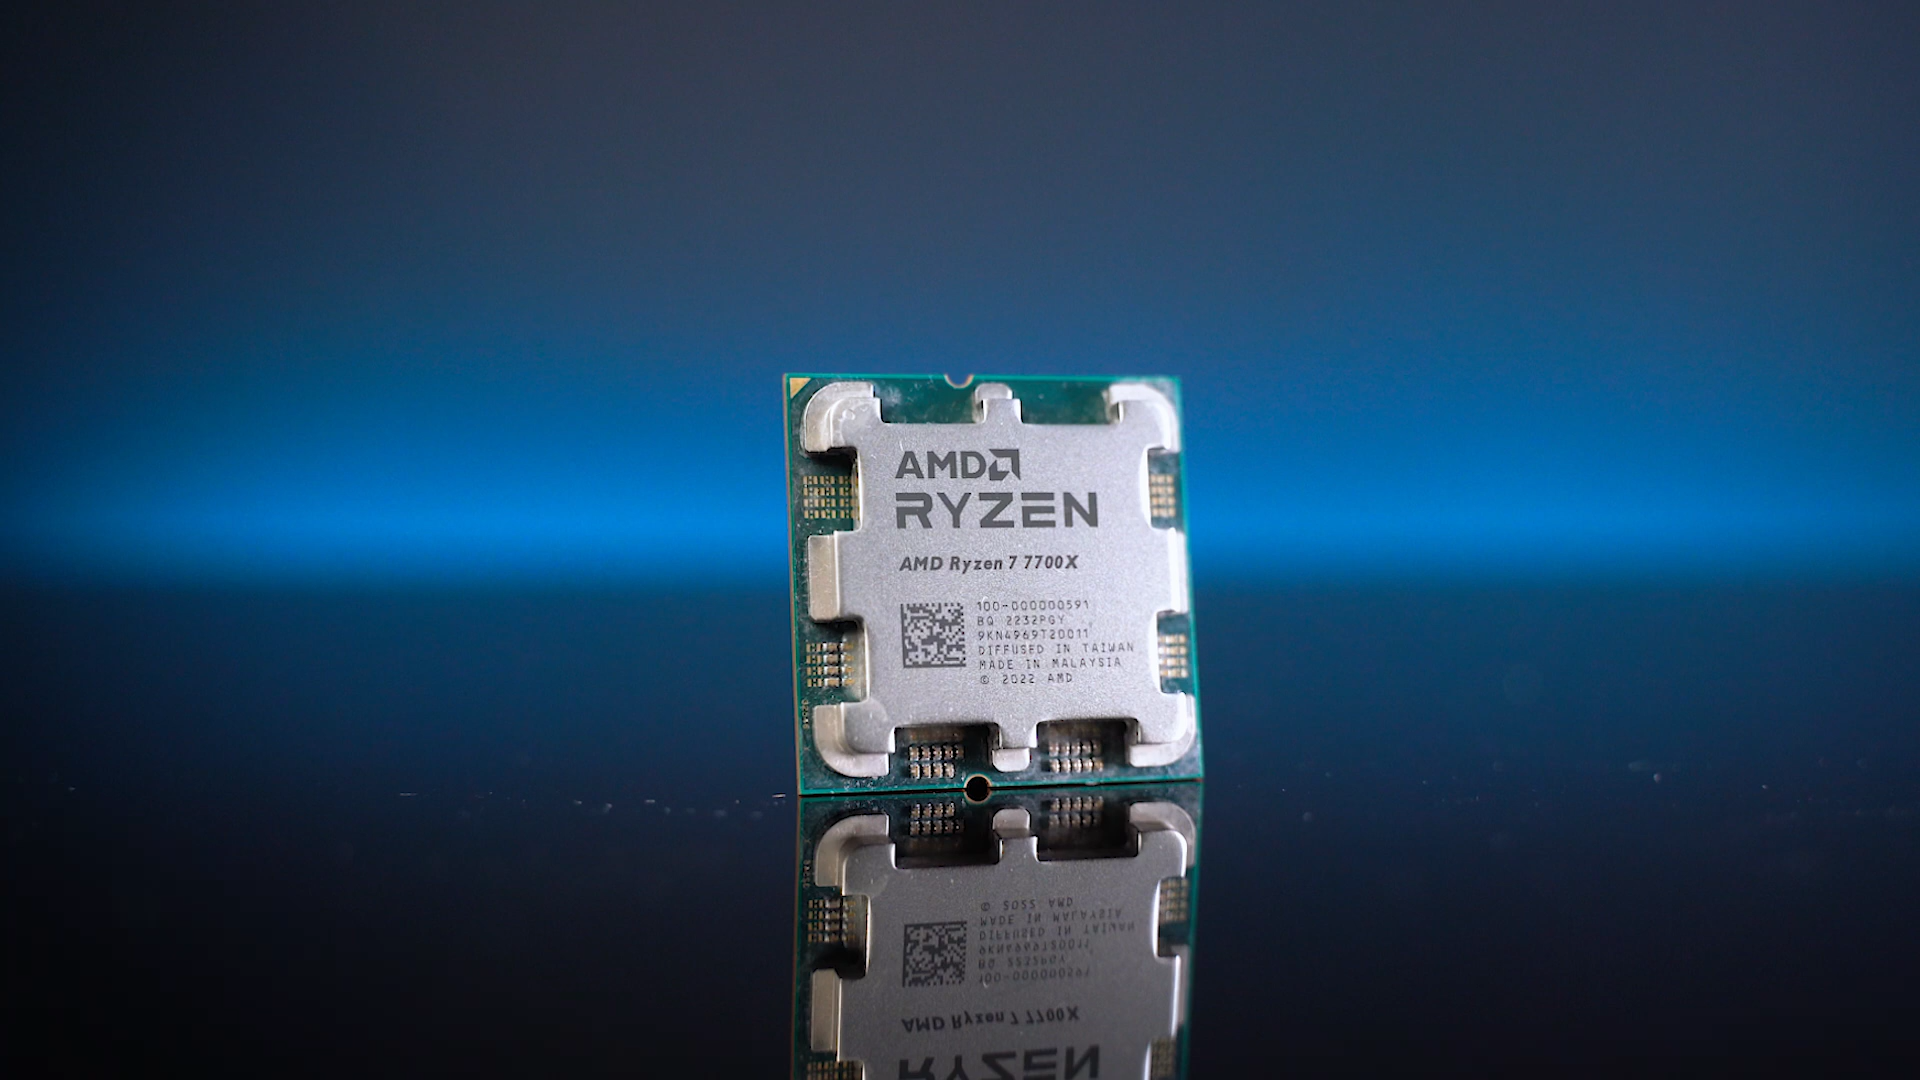 AMD
RYZEN
AMD Ryzen 7 7700X
100-000000591
BQ 2232PGY
9KN4969T20011
DIFFUSED IN TAIWAN
MADE IN MALAYSIA
© 2022 AMD